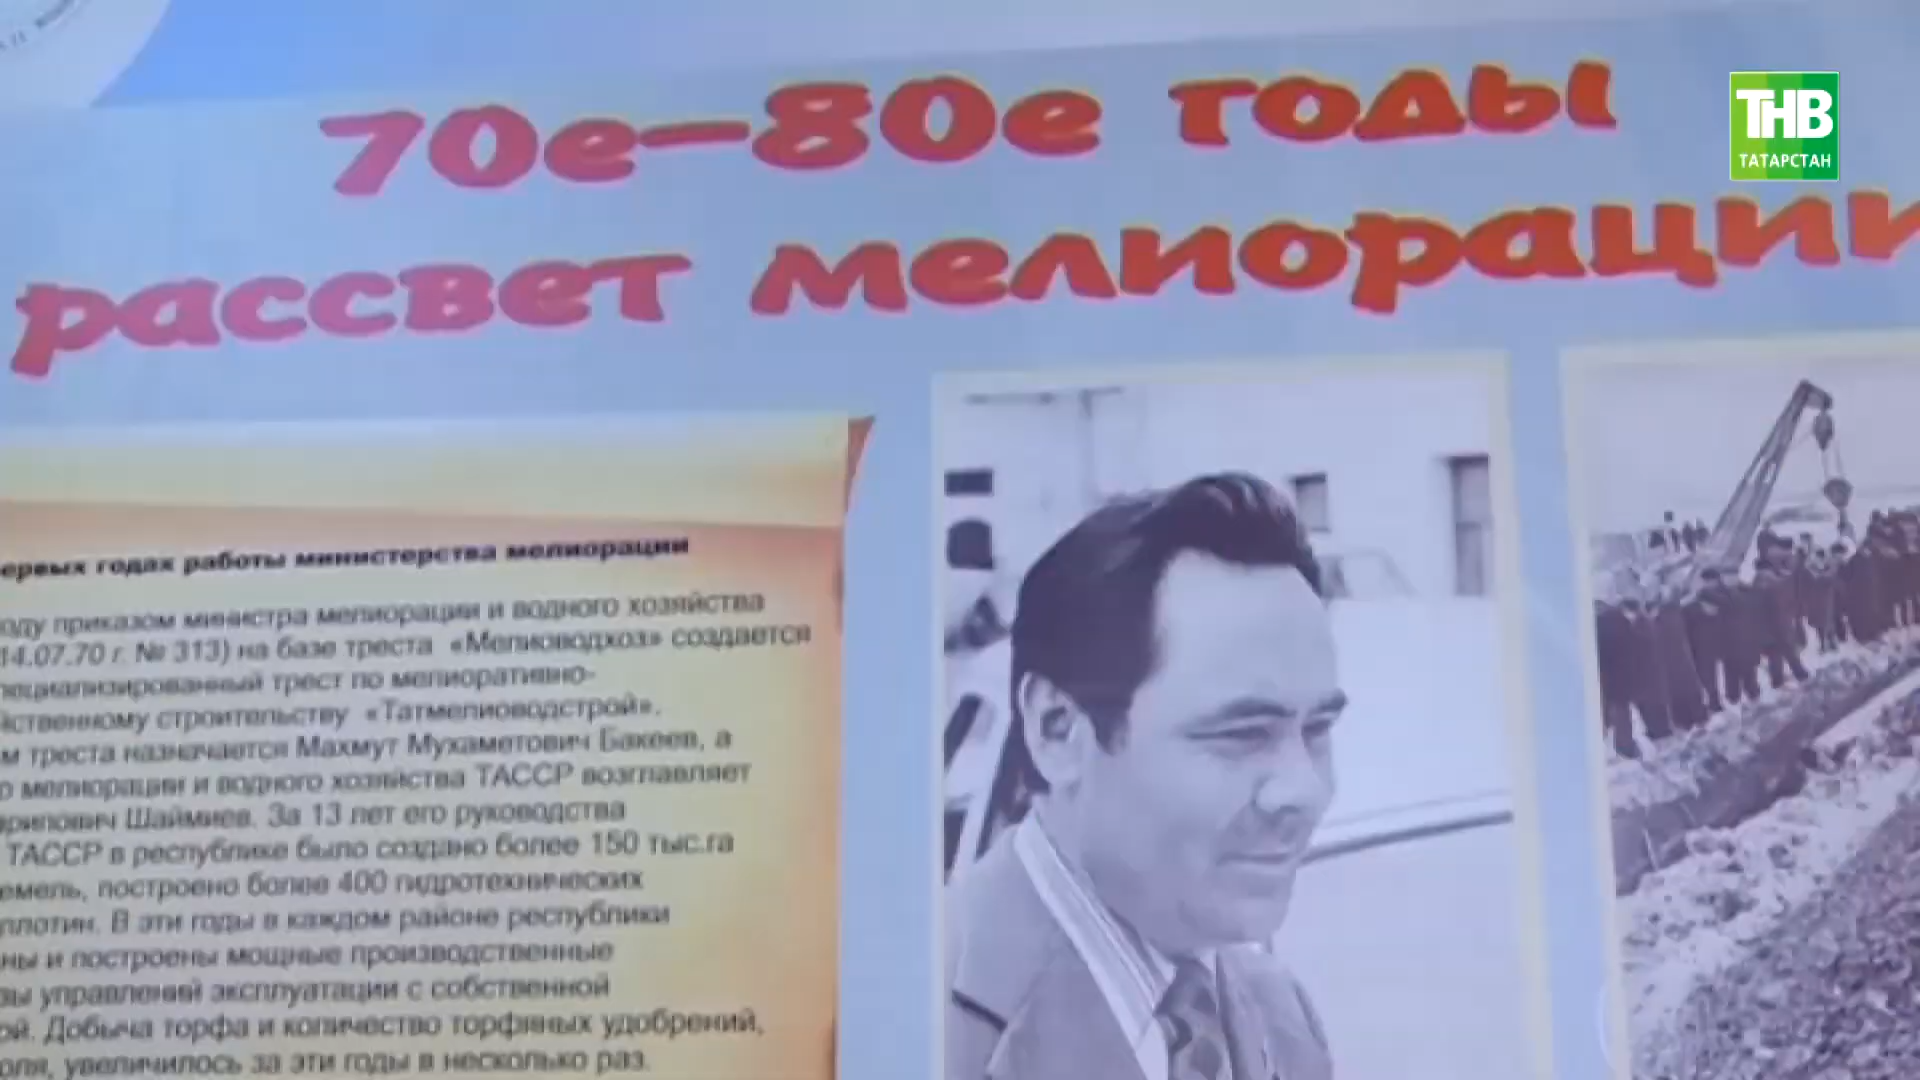 70е–80е годы
рассвет мелиорации
ТНВ
ТАТАРСТАН
ервых годах работы министерства мелиорации
оду приказом министра мелиорации и водного хозяйства
14.07.70 г. № 313) на базе треста «Мелиоводхоз» создается
пециализированный трест по мелиоративно-
йственному строительству «Татмелиоводстрой».
м треста назначается Махмут Мухаметович Бакеев, а
о мелиорации и водного хозяйства ТАССР возглавляет
арипович Шаймиев. За 13 лет его руководства
ТАССР в республике было создано более 150 тыс.га
емель, построено более 400 гидротехнических
плотин. В эти годы в каждом районе республики
ны и построены мощные производственные
зы управлений эксплуатации с собственной
ой. Добыча торфа и количество торфяных удобрений,
оля, увеличилось за эти годы в несколько раз.